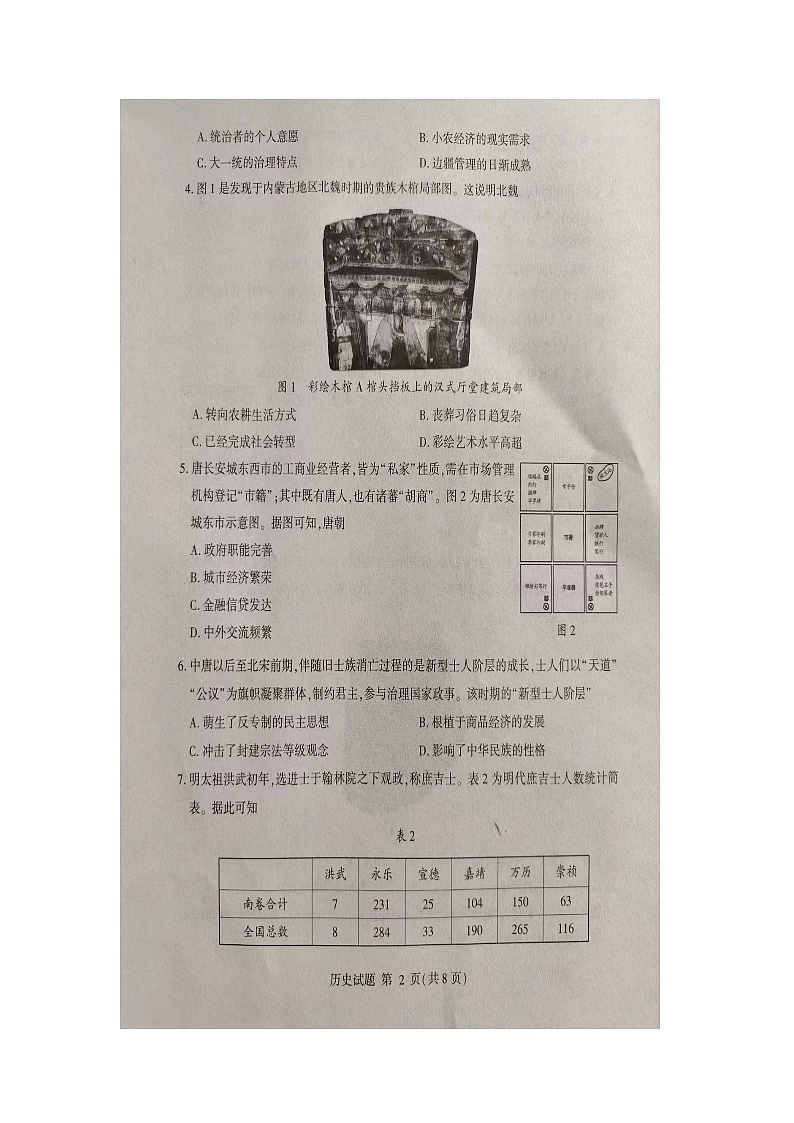 A. 统治者的个人意愿 B. 小农经济的现实需求
C. 大一统的治理特点 D. 边疆管理的日渐成熟
4. 图 1 是发现于内蒙古地区北魏时期的贵族木棺局部图。这说明北魏
图 1 彩绘木棺 A 棺头挡板上的汉式厅堂建筑局部
A. 转向农耕生活方式 B. 丧葬习俗日趋复杂
C. 已经完成社会转型 D. 彩绘艺术水平高超
5. 唐长安城东西市的工商业经营者,皆为“私家”性质,需在市场管理
机构登记“市籍”;其中既有唐人,也有诸蕃“胡商”。图 2 为唐长安
城东市示意图。据图可知,唐朝
A. 政府职能完善
B. 城市经济繁荣
C. 金融信贷发达
D. 中外交流频繁
肉行
常平仓
市署
铁行
笔行
平准署
图 2
6. 中唐以后至北宋前期,伴随旧士族消亡过程的是新型士人阶层的成长,士人们以“天道”
“公议”为旗帜凝聚群体,制约君主,参与治理国家政事。该时期的“新型士人阶层”
A. 萌生了反专制的民主思想 B. 根植于商品经济的发展
C. 冲击了封建宗法等级观念 D. 影响了中华民族的性格
7. 明太祖洪武初年,选进士于翰林院之下观政,称庶吉士。表 2 为明代庶吉士人数统计简
表。据此可知
表 2
洪武 永乐 宣德 嘉靖 万历 崇祯
南卷合计 7 231 25 104 150 63
全国总数 8 284 33 190 265 116
历史试题 第 2 页(共 8 页)